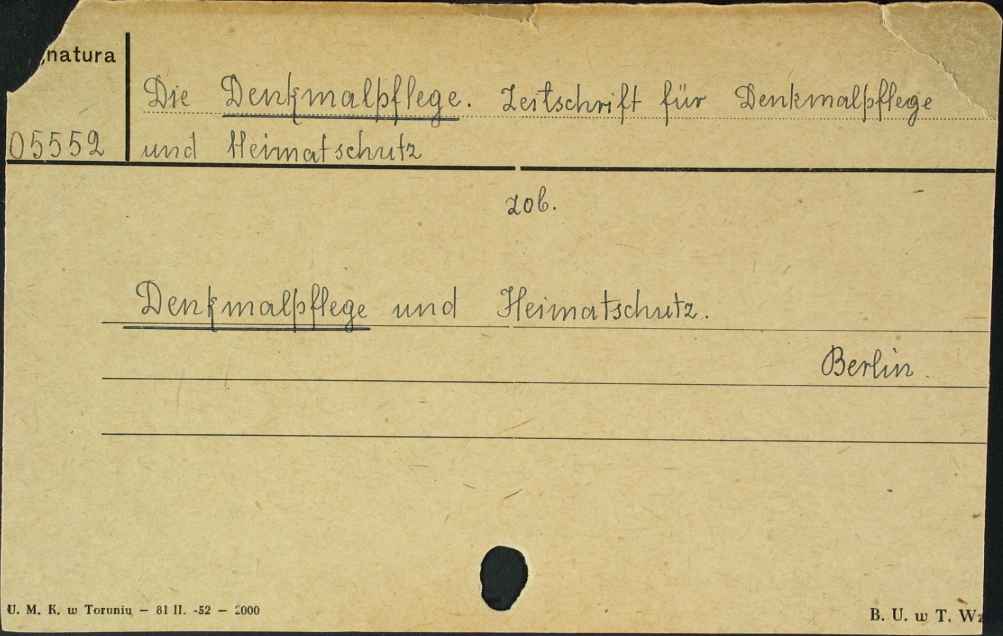 natura
Die Denkmalpflege. Zeitschrift für Denkmalpflege
05552 und Heimatschutz
zob.
Denkmalpflege und Heimatschutz.
Berlin.
U. M. K. w Toruniu — 81 II. -52 — 2000
B. U. w T.